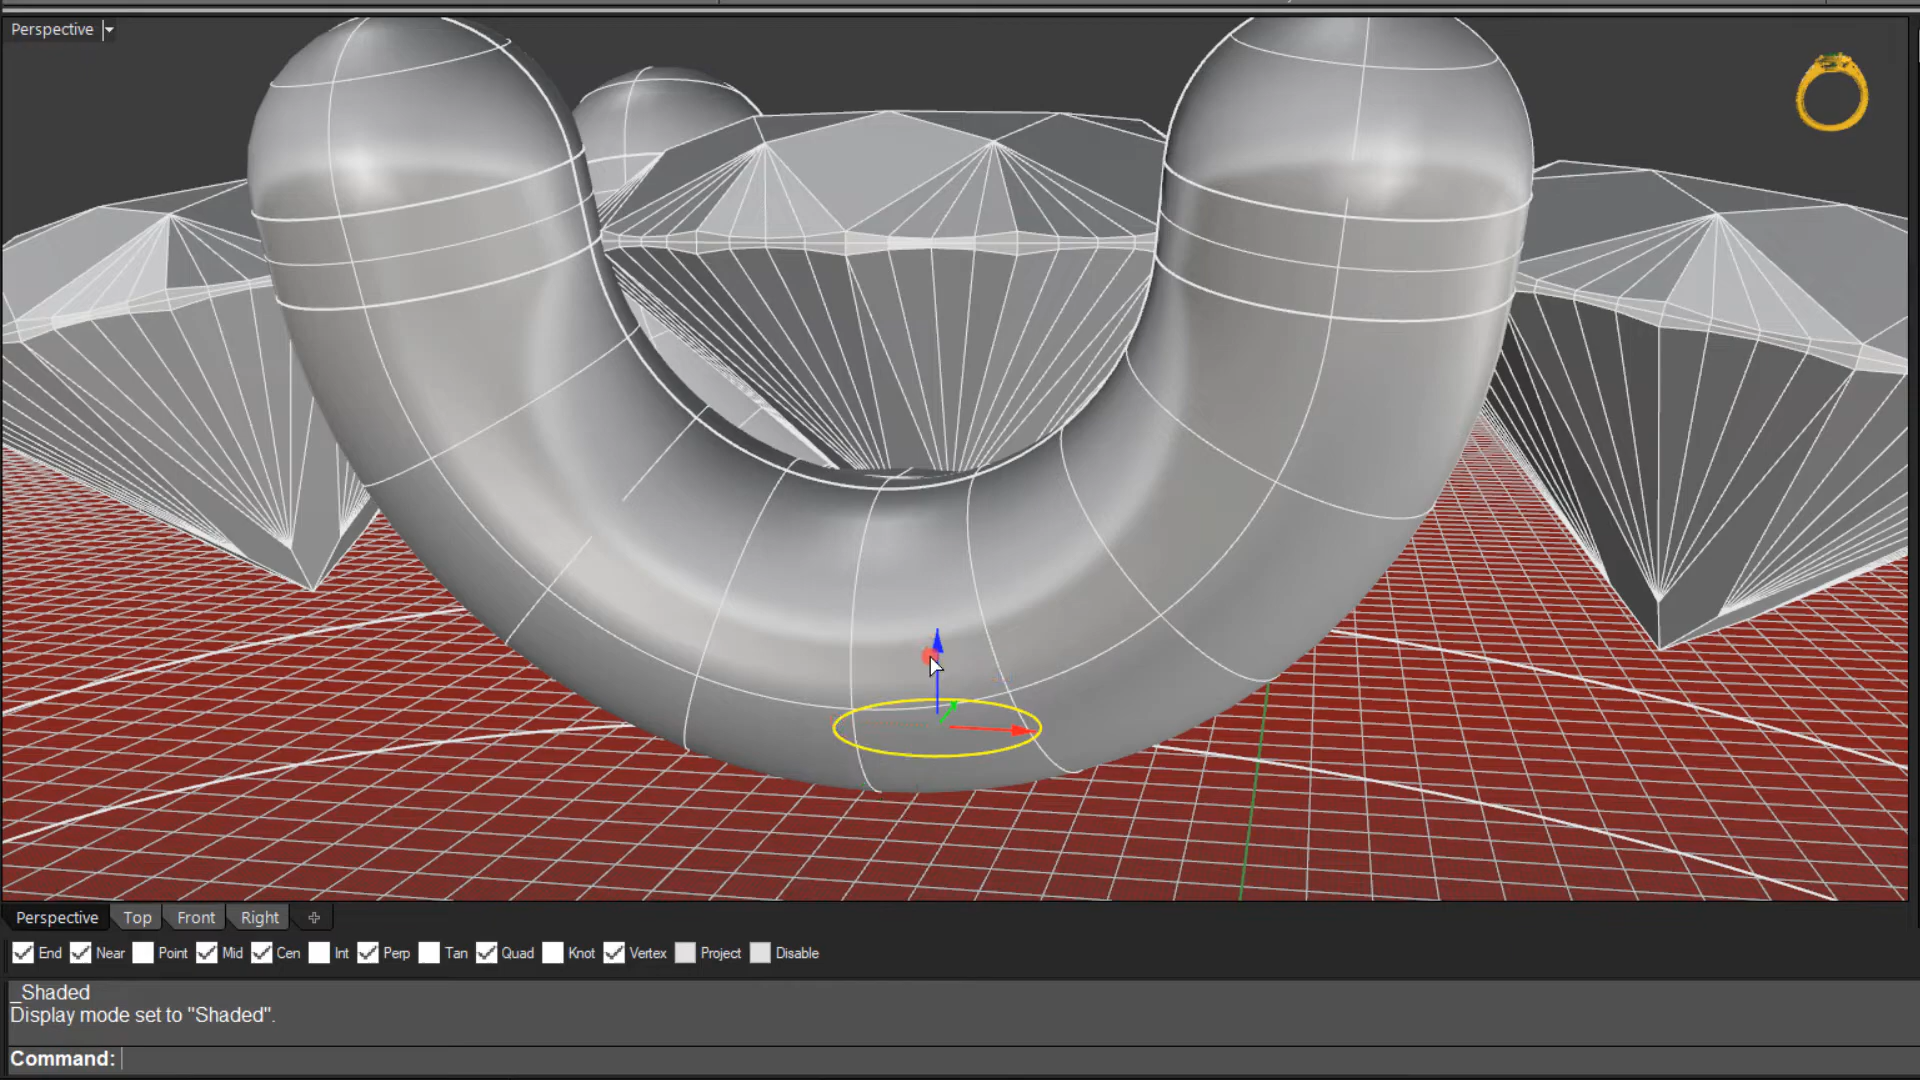 Perspective
Perspective Top Front Right
End Near Point Mid Cen Int Perp Tan Quad Knot Vertex Project Disable
_Shaded
Display mode set to "Shaded".
Command: